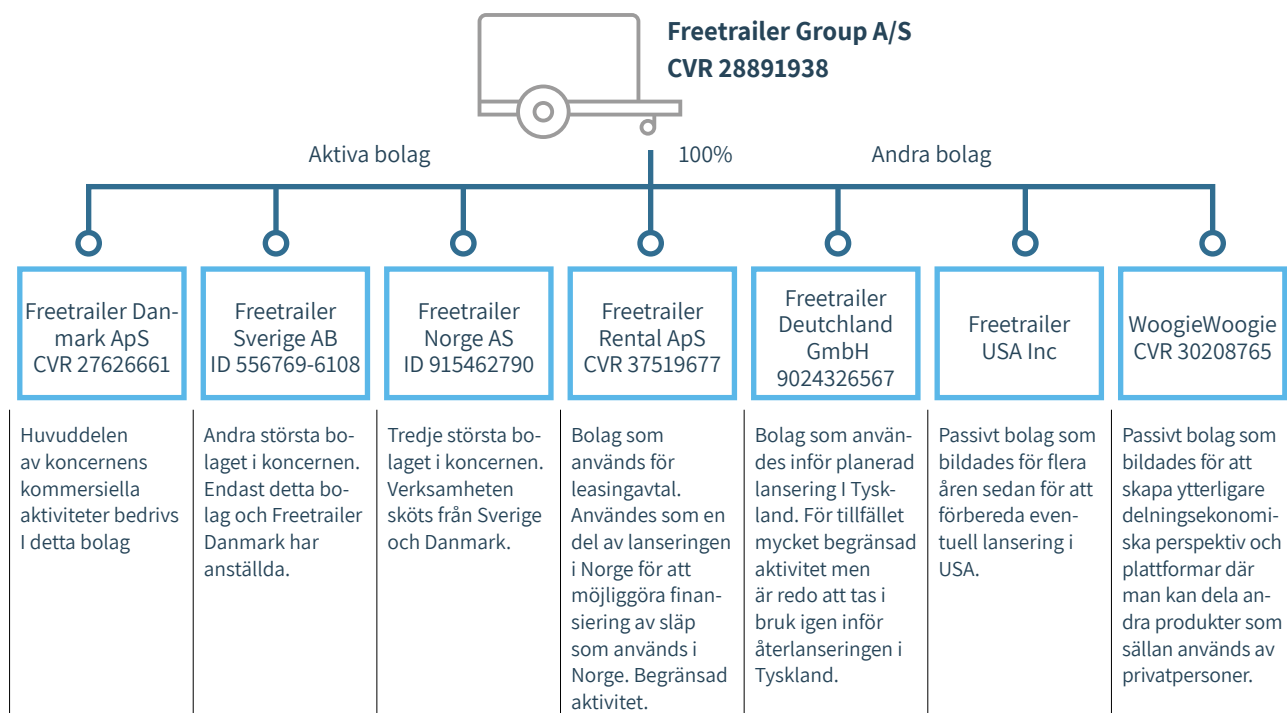 Freetrailer Group A/S
CVR 28891938
Aktiva bolag
100%
Andra bolag
Freetrailer Dan-
mark ApS
CVR 27626661
Freetrailer
Sverige AB
ID 556769-6108
Freetrailer
Norge AS
ID 915462790
Freetrailer
Rental ApS
CVR 37519677
Freetrailer
Deutchland
GmbH
9024326567
Freetrailer
USA Inc
WoogieWoogie
CVR 30208765
Huvuddelen
av koncernens
kommersiella
aktiviteter bedrivs
I detta bolag
Andra största bo-
laget i koncernen.
Endast detta bo-
lag och Freetrailer
Danmark har
anställda.
Tredje största bo-
laget i koncernen.
Verksamheten
sköts från Sverige
och Danmark.
Bolag som
används för
leasingavtal.
Användes som en
del av lanseringen
i Norge för att
möjliggöra finan-
siering av släp
som används i
Norge. Begränsad
aktivitet.
Bolag som använ-
des inför planerad
lansering I Tysk-
land. För tillfället
mycket begränsad
aktivitet men
är redo att tas i
bruk igen inför
återlanseringen i
Tyskland.
Passivt bolag som
bildades för flera
åren sedan för att
förbereda even-
tuell lansering i
USA.
Passivt bolag som
bildades för att
skapa ytterligare
delningsekonomi-
ska perspektiv och
plattformar där
man kan dela an-
dra produkter som
sällan används av
privatpersoner.